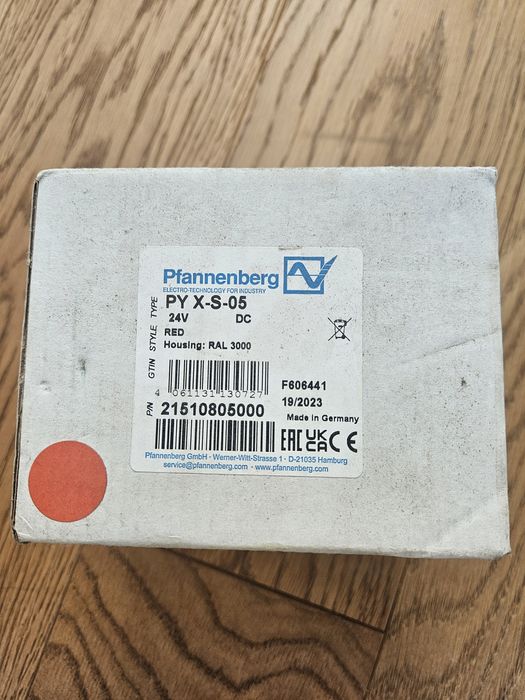 Pfannenberg
ELECTRO-TECHNOLOGY FOR INDUSTRY
TYPE PY X-S-05
STYLE 24V DC
RED
Housing: RAL 3000
GTIN
4 061131 130727
F606441
19/2023
P/N 21510805000
Made in Germany
EAC UKCA CE
Pfannenberg GmbH · Werner-Witt-Strasse 1 · D-21035 Hamburg
service@pfannenberg.com · www.pfannenberg.com